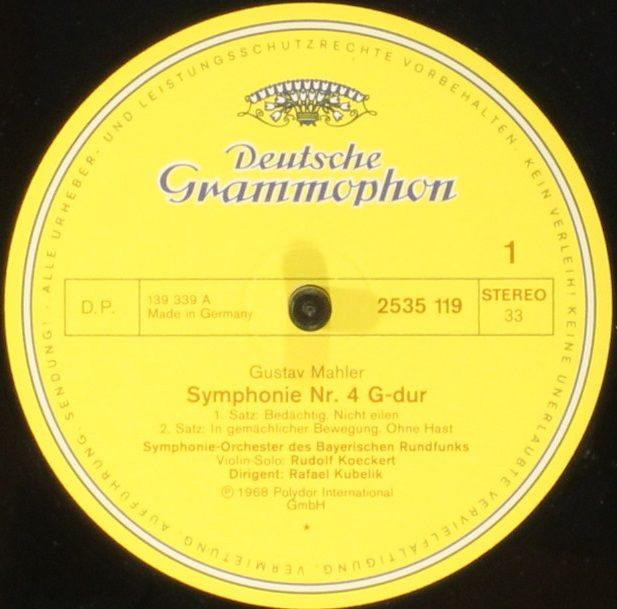 ALLE URHEBER- UND LEISTUNGSSCHUTZRECHTE VORBEHALTEN. KEIN VERLEIH! KEINE UNERLAUBTE VERVIELFÄLTIGUNG, VERMIETUNG, AUFFÜHRUNG, SENDUNG!
Deutsche
Grammophon
1
D.P.
139 339 A
Made in Germany
2535 119
STEREO
33
Gustav Mahler
Symphonie Nr. 4 G-dur
1. Satz: Bedächtig. Nicht eilen
2. Satz: In gemächlicher Bewegung. Ohne Hast
Symphonie-Orchester des Bayerischen Rundfunks
Violin-Solo: Rudolf Koeckert
Dirigent: Rafael Kubelik
Ⓟ 1968 Polydor International
GmbH
*